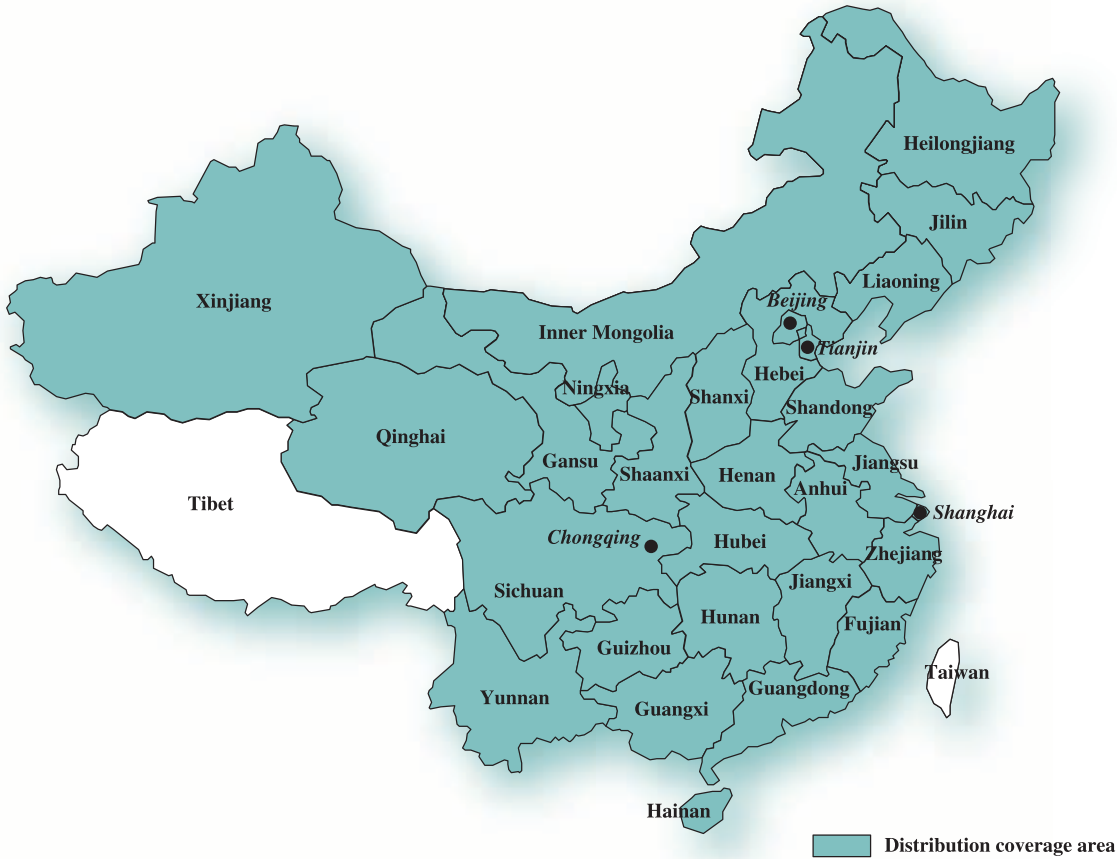 Heilongjiang
Jilin
Liaoning
Xinjiang
Beijing
Inner Mongolia
Tianjin
Hebei
Ningxia
Shanxi
Shandong
Qinghai
Gansu
Shaanxi
Henan
Jiangsu
Anhui
Tibet
Shanghai
Chongqing
Hubei
Zhejiang
Sichuan
Jiangxi
Hunan
Fujian
Guizhou
Taiwan
Yunnan
Guangxi
Guangdong
Hainan
Distribution coverage area